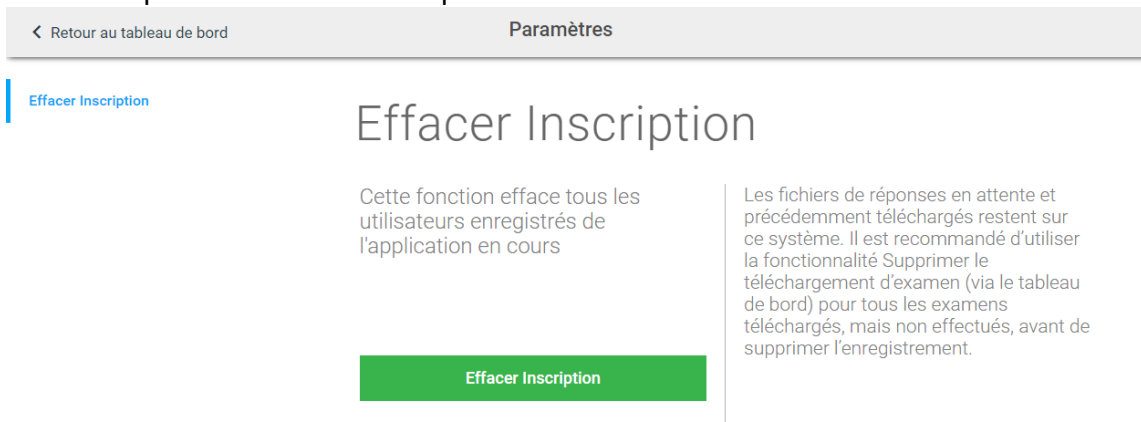 Retour au tableau de bord
Paramètres
Effacer Inscription
Effacer Inscription
Cette fonction efface tous les
utilisateurs enregistrés de
l'application en cours
Effacer Inscription
Les fichiers de réponses en attente et
précédemment téléchargés restent sur
ce système. Il est recommandé d’utiliser
la fonctionnalité Supprimer le
téléchargement d’examen (via le tableau
de bord) pour tous les examens
téléchargés, mais non effectués, avant de
supprimer l’enregistrement.